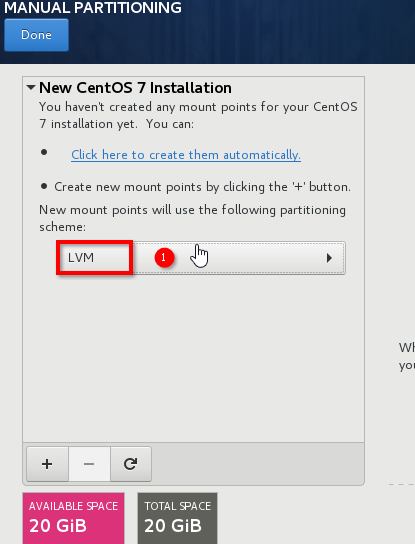 MANUAL PARTITIONING
Done
New CentOS 7 Installation
You haven't created any mount points for your CentOS
7 installation yet.  You can:
Click here to create them automatically.
Create new mount points by clicking the '+' button.
New mount points will use the following partitioning
scheme:
LVM
1
Wh
you
+ −
AVAILABLE SPACE
20 GiB
TOTAL SPACE
20 GiB